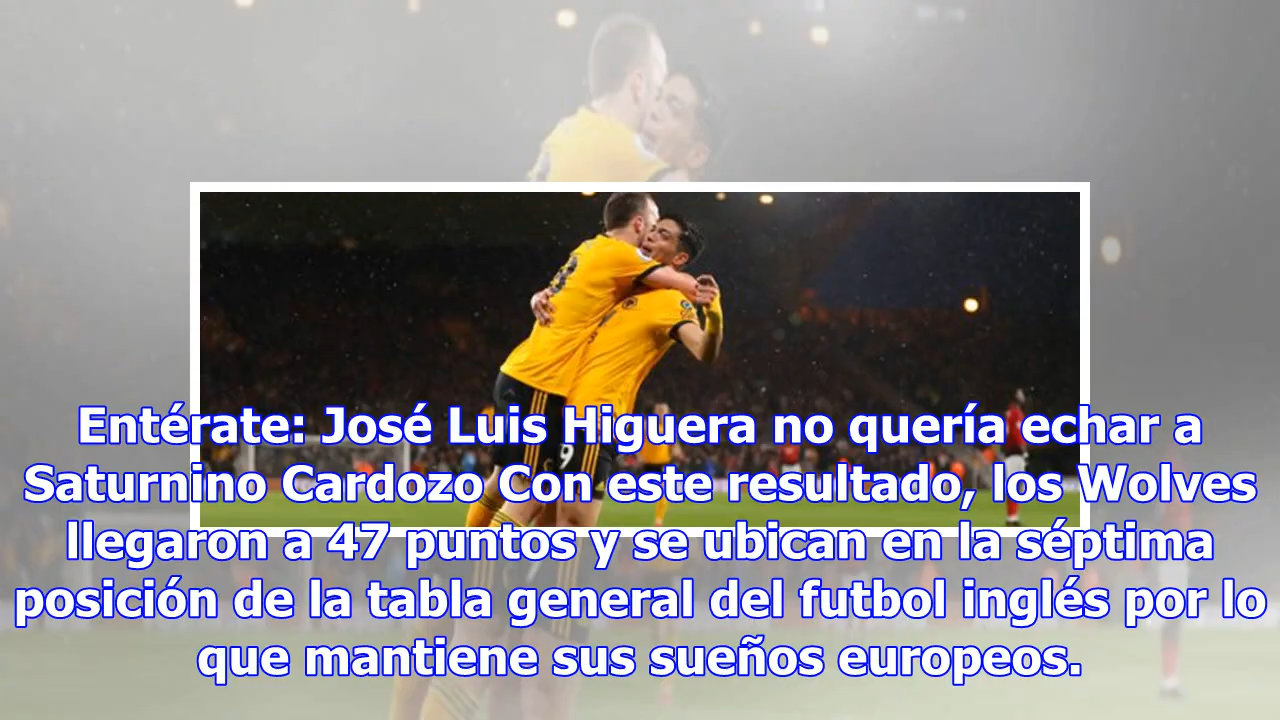 Entérate: José Luis Higuera no quería echar a
Saturnino Cardozo Con este resultado, los Wolves
llegaron a 47 puntos y se ubican en la séptima
posición de la tabla general del futbol inglés por lo
que mantiene sus sueños europeos.
9